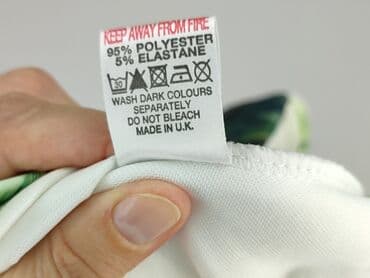 KEEP AWAY FROM FIRE
95% POLYESTER
5% ELASTANE
30
WASH DARK COLOURS
SEPARATELY
DO NOT BLEACH
MADE IN U.K.